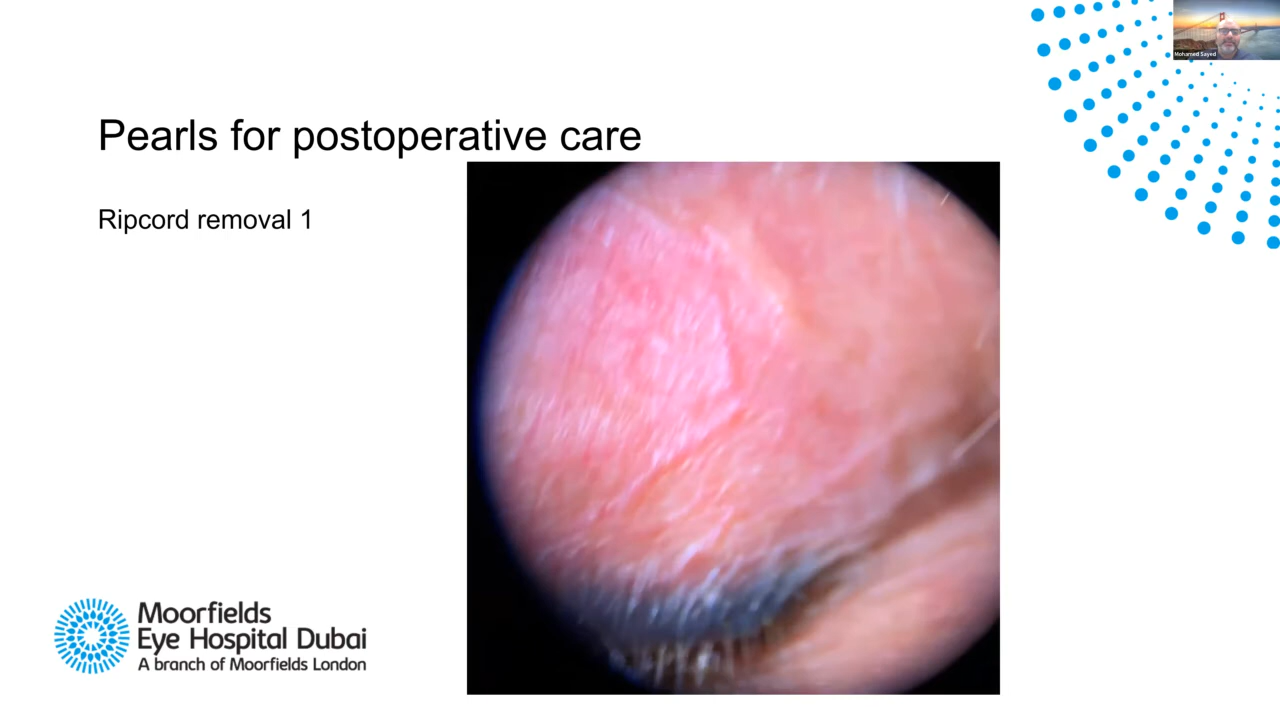 Pearls for postoperative care
Ripcord removal 1
Mohamed Sayed
Moorfields
Eye Hospital Dubai
A branch of Moorfields London